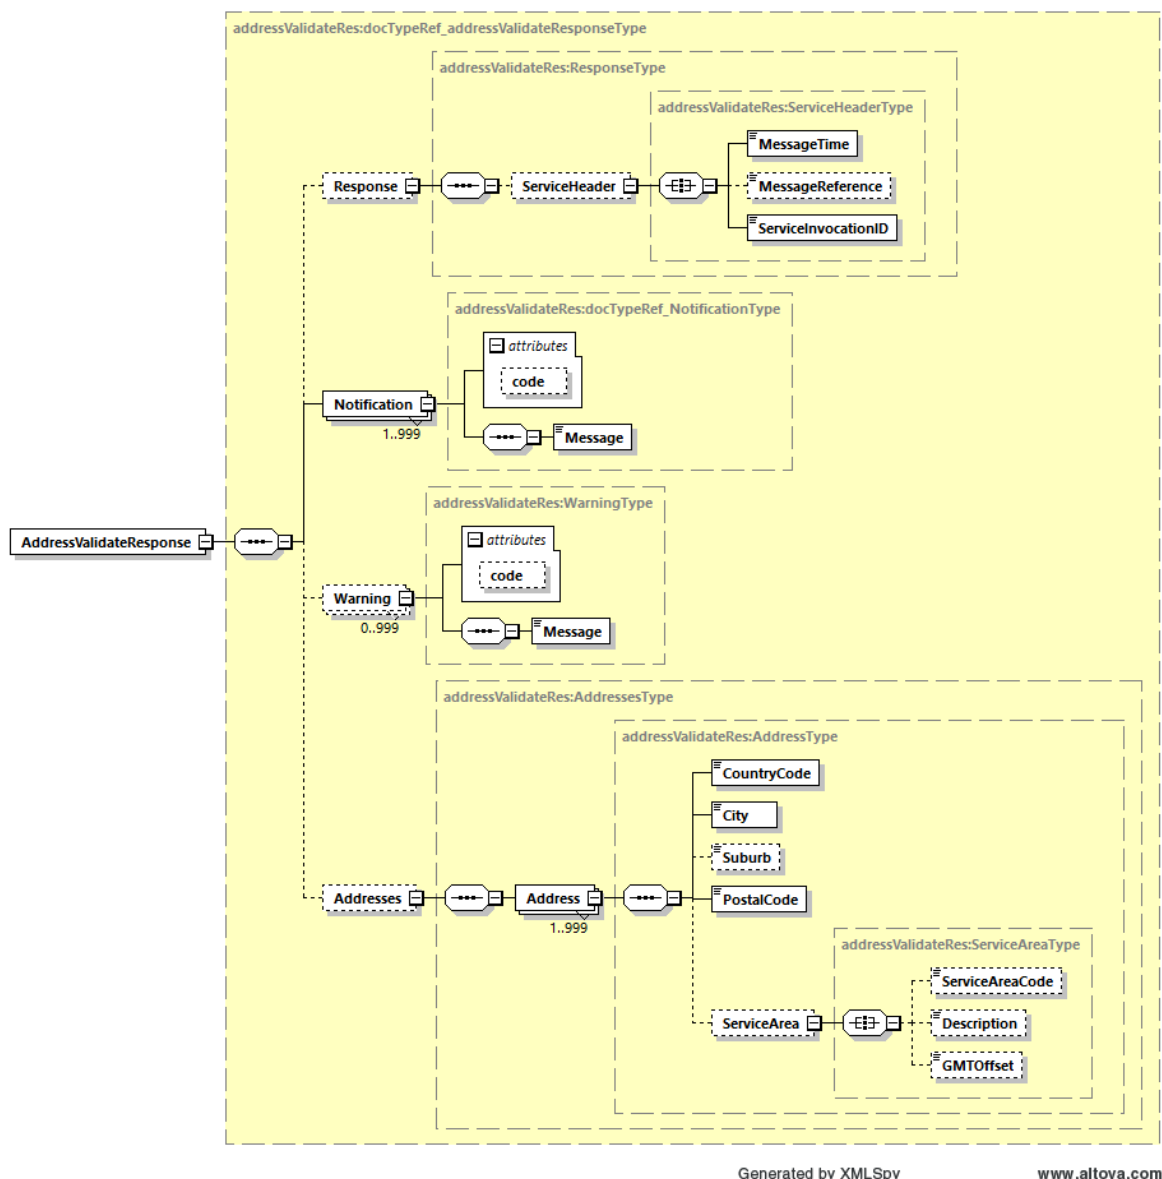 addressValidateRes:docTypeRef_addressValidateResponseType
addressValidateRes:ResponseType
addressValidateRes:ServiceHeaderType
MessageTime
Response
ServiceHeader
MessageReference
ServiceInvocationID
addressValidateRes:docTypeRef_NotificationType
attributes
code
Notification
1..999
Message
addressValidateRes:WarningType
AddressValidateResponse
attributes
code
Warning
0..999
Message
addressValidateRes:AddressesType
addressValidateRes:AddressType
CountryCode
City
Suburb
Addresses
Address
1..999
PostalCode
addressValidateRes:ServiceAreaType
ServiceAreaCode
ServiceArea
Description
GMTOffset
Generated by XMLSpy www.altova.com